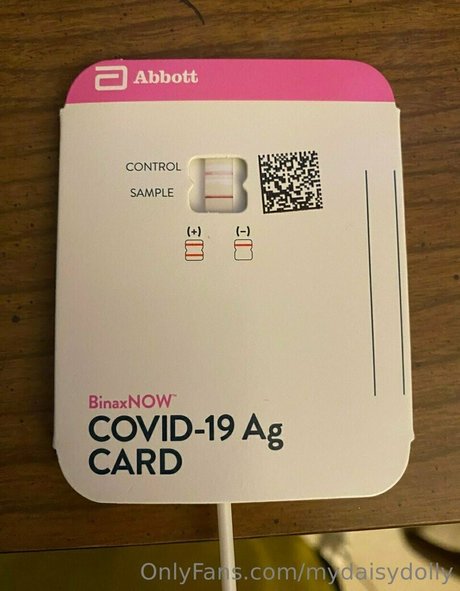 Abbott
CONTROL
SAMPLE
(+) (-)
BinaxNOW™
COVID-19 Ag
CARD
OnlyFans.com/mydaisydolly